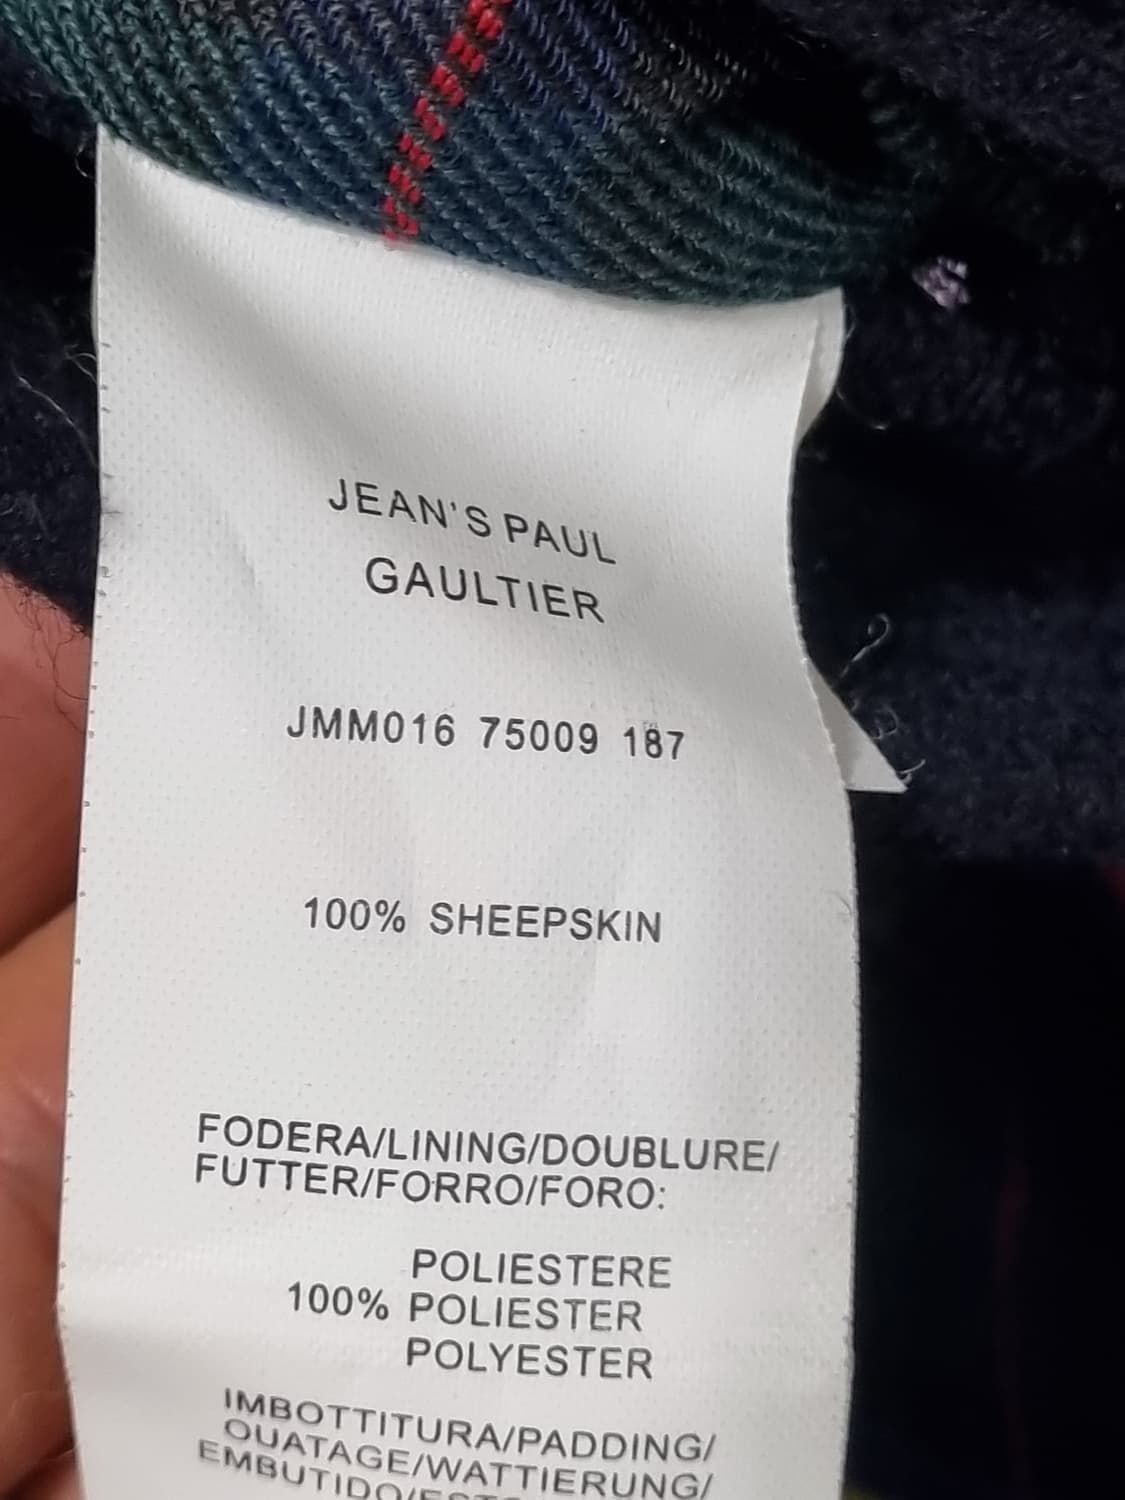 JEAN'S PAUL
GAULTIER
JMM016 75009 187
100% SHEEPSKIN
FODERA/LINING/DOUBLURE/
FUTTER/FORRO/FORO:
POLIESTERE
100% POLIESTER
POLYESTER
IMBOTTITURA/PADDING/
OUATAGE/WATTIERUNG/
EMBUTIDO/